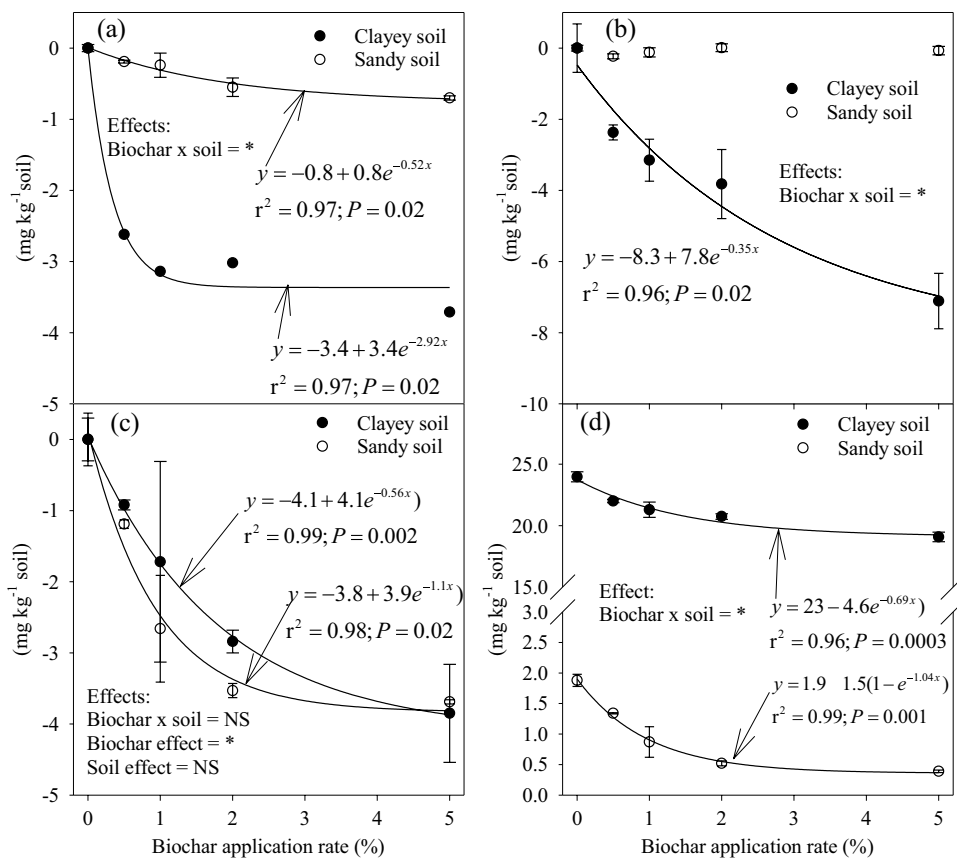 (a)
Clayey soil
Sandy soil
0
-1
-2
-3
-4
-5
(mg kg⁻¹soil)
Effects:
Biochar x soil = *
y = −0.8 + 0.8e^{−0.52x}
r² = 0.97; P = 0.02
y = −3.4 + 3.4e^{−2.92x}
r² = 0.97; P = 0.02
(b)
Clayey soil
Sandy soil
0
-2
-4
-6
-8
-10
(mg kg⁻¹ soil)
Effects:
Biochar x soil = *
y = −8.3 + 7.8e^{−0.35x}
r² = 0.96; P = 0.02
(c)
Clayey soil
Sandy soil
0
-1
-2
-3
-4
-5
(mg kg⁻¹ soil)
y = −4.1 + 4.1e^{−0.56x})
r² = 0.99; P = 0.002
y = −3.8 + 3.9e^{−1.1x})
r² = 0.98; P = 0.02
Effects:
Biochar x soil = NS
Biochar effect = *
Soil effect = NS
0 1 2 3 4 5
Biochar application rate (%)
(d)
Clayey soil
Sandy soil
25.0
20.0
15.0
3.0
2.0
1.5
1.0
0.5
0.0
(mg kg⁻¹ soil)
Effect:
Biochar x soil = *
y = 23 − 4.6e^{−0.69x})
r² = 0.96; P = 0.0003
y = 1.9 1.5(1 − e^{−1.04x})
r² = 0.99; P = 0.001
0 1 2 3 4 5
Biochar application rate (%)